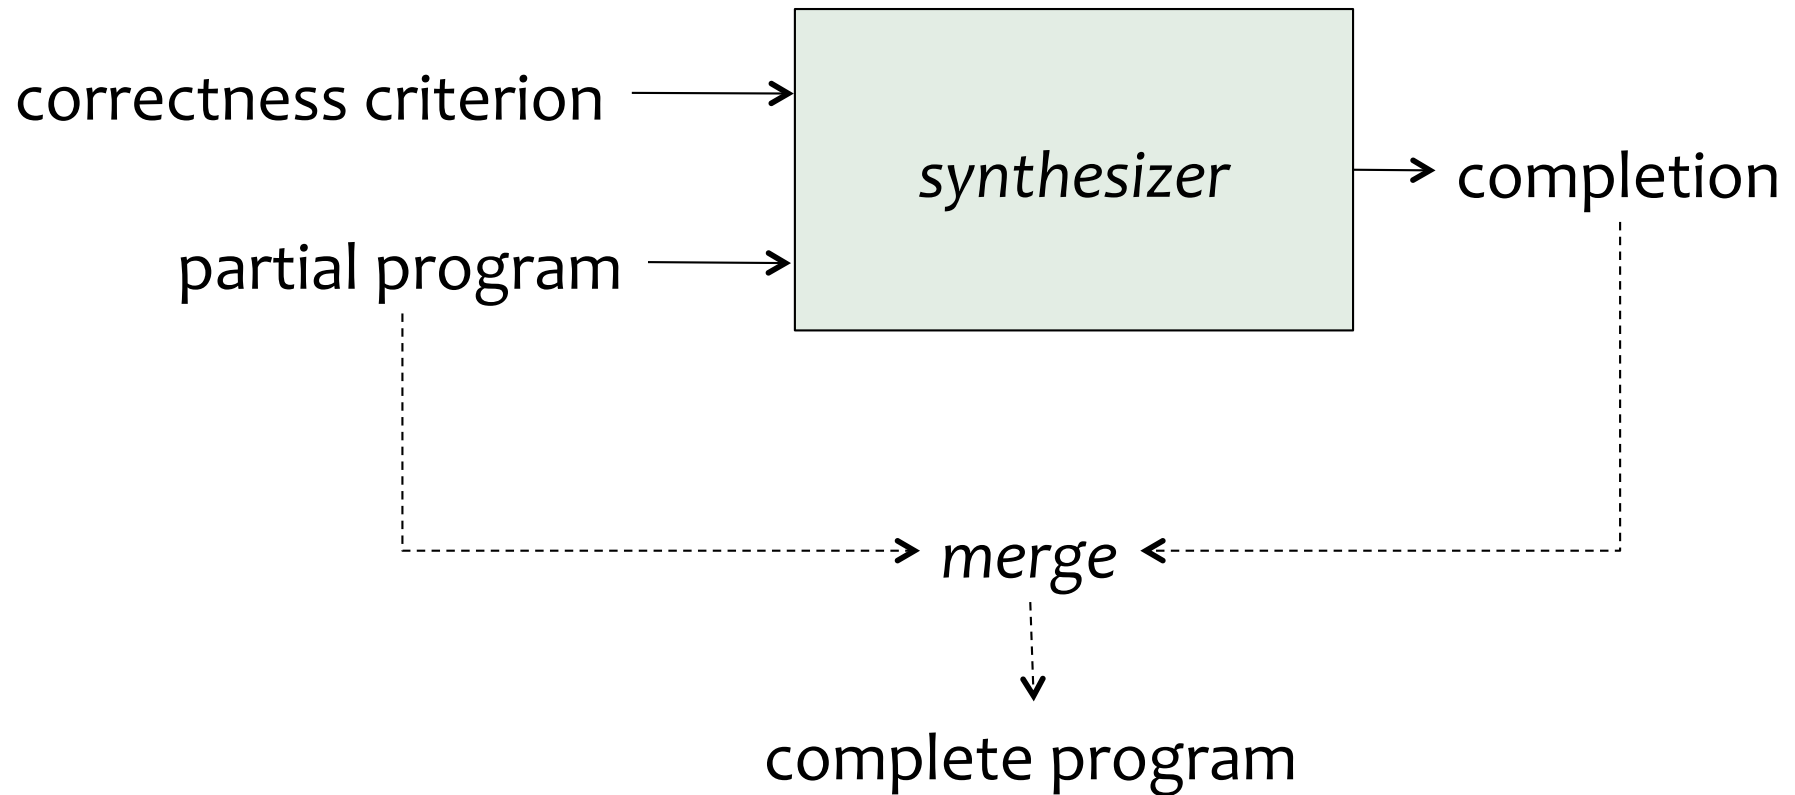 correctness criterion
synthesizer
completion
partial program
merge
complete program